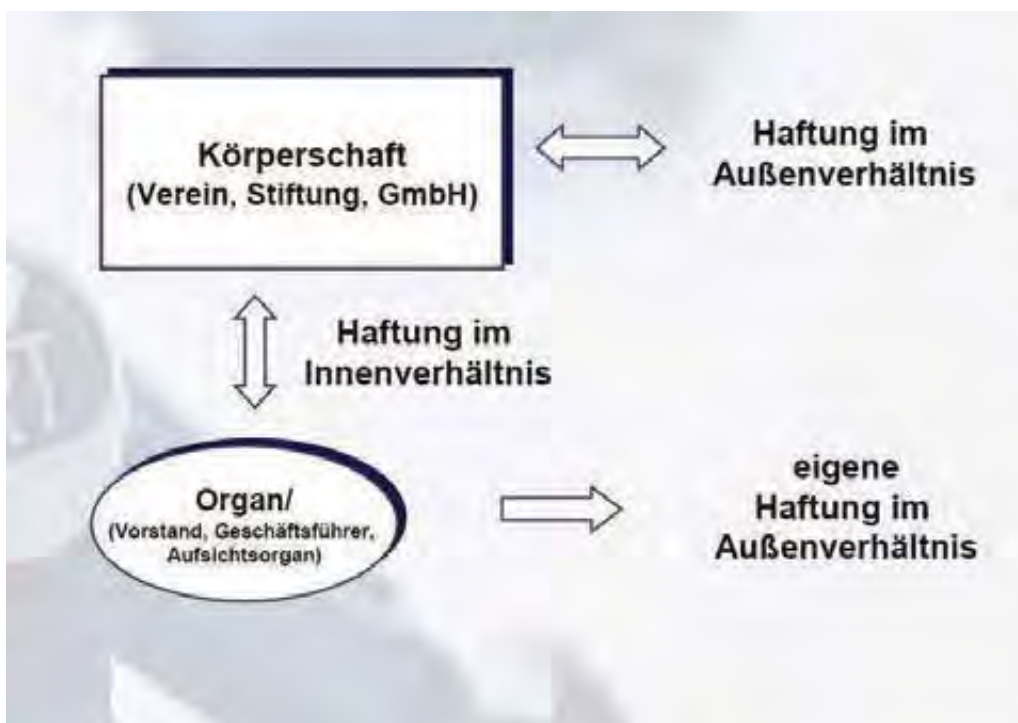 Körperschaft
(Verein, Stiftung, GmbH)
Haftung im
Außenverhältnis
Haftung im
Innenverhältnis
Organ/
(Vorstand, Geschäftsführer,
Aufsichtsorgan)
eigene
Haftung im
Außenverhältnis